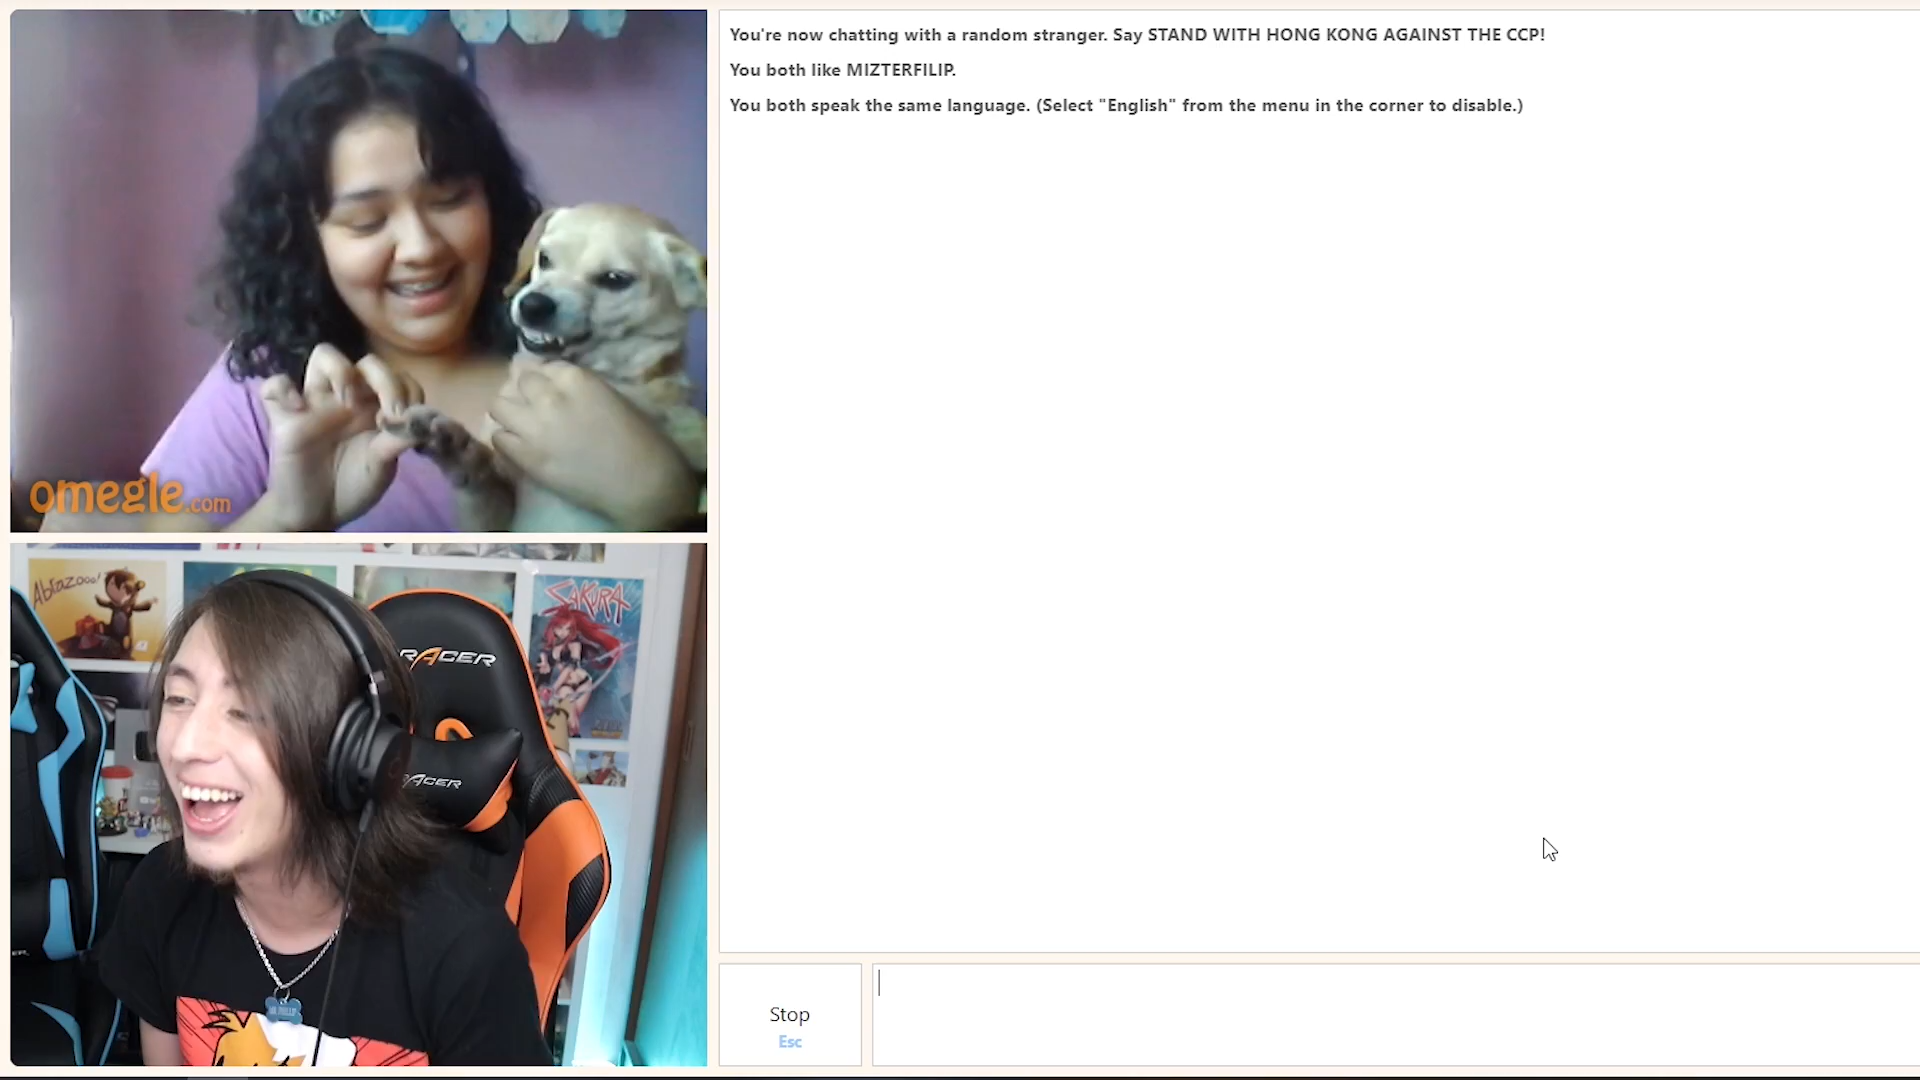 You're now chatting with a random stranger. Say STAND WITH HONG KONG AGAINST THE CCP!
You both like MIZTERFILIP.
You both speak the same language. (Select "English" from the menu in the corner to disable.)
omegle.com
Abrazooo!
SAKURA
RACER
RACER
Stop
Esc